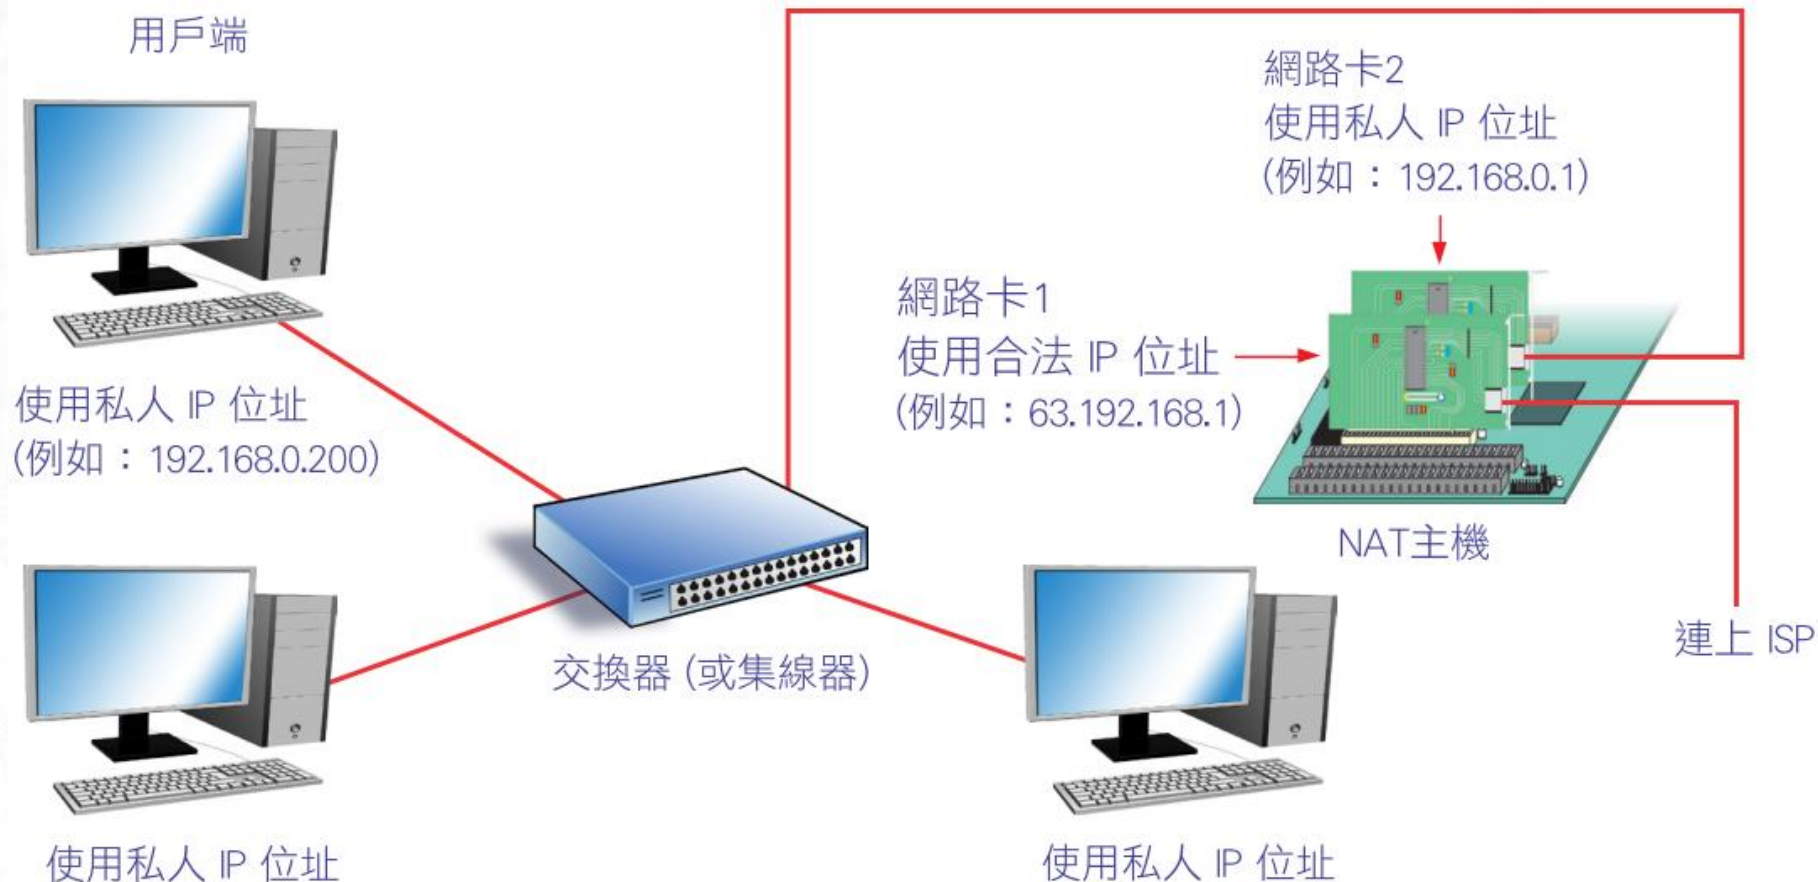 用戶端
網路卡2
使用私人 IP 位址
(例如：192.168.0.1)
網路卡1
使用合法 IP 位址
(例如：63.192.168.1)
使用私人 IP 位址
(例如：192.168.0.200)
NAT主機
連上 ISP
交換器 (或集線器)
使用私人 IP 位址
使用私人 IP 位址